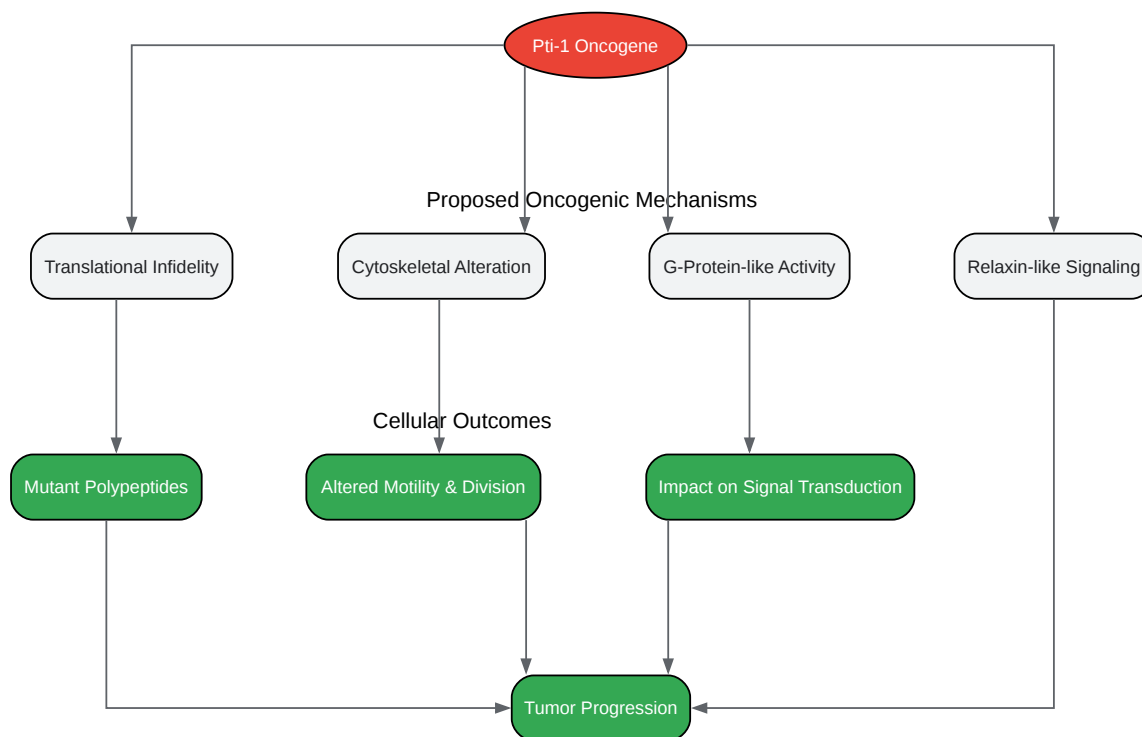 Pti-1 Oncogene
Proposed Oncogenic Mechanisms
Translational Infidelity
Cytoskeletal Alteration
G-Protein-like Activity
Relaxin-like Signaling
Cellular Outcomes
Mutant Polypeptides
Altered Motility & Division
Impact on Signal Transduction
Tumor Progression